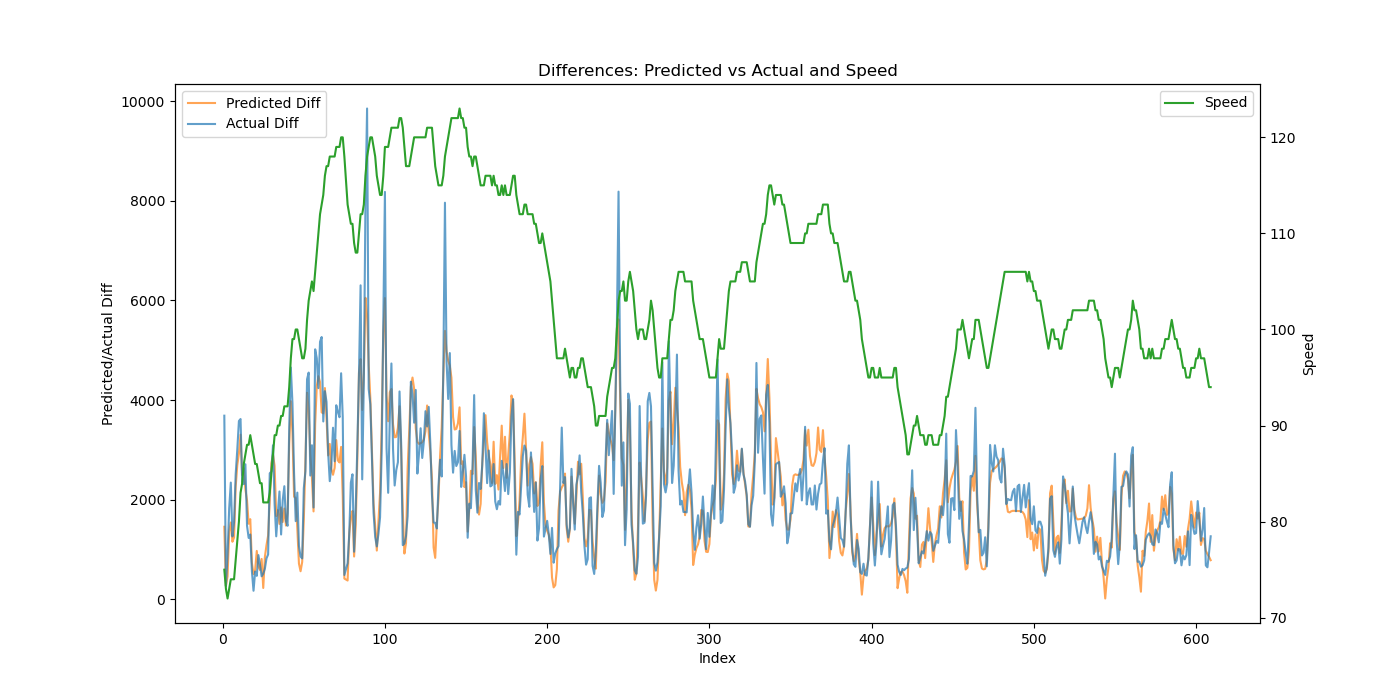 Differences: Predicted vs Actual and Speed
Predicted Diff
Actual Diff
Speed
10000
8000
6000
4000
2000
0
Predicted/Actual Diff
120
110
100
90
80
70
Speed
0 100 200 300 400 500 600
Index